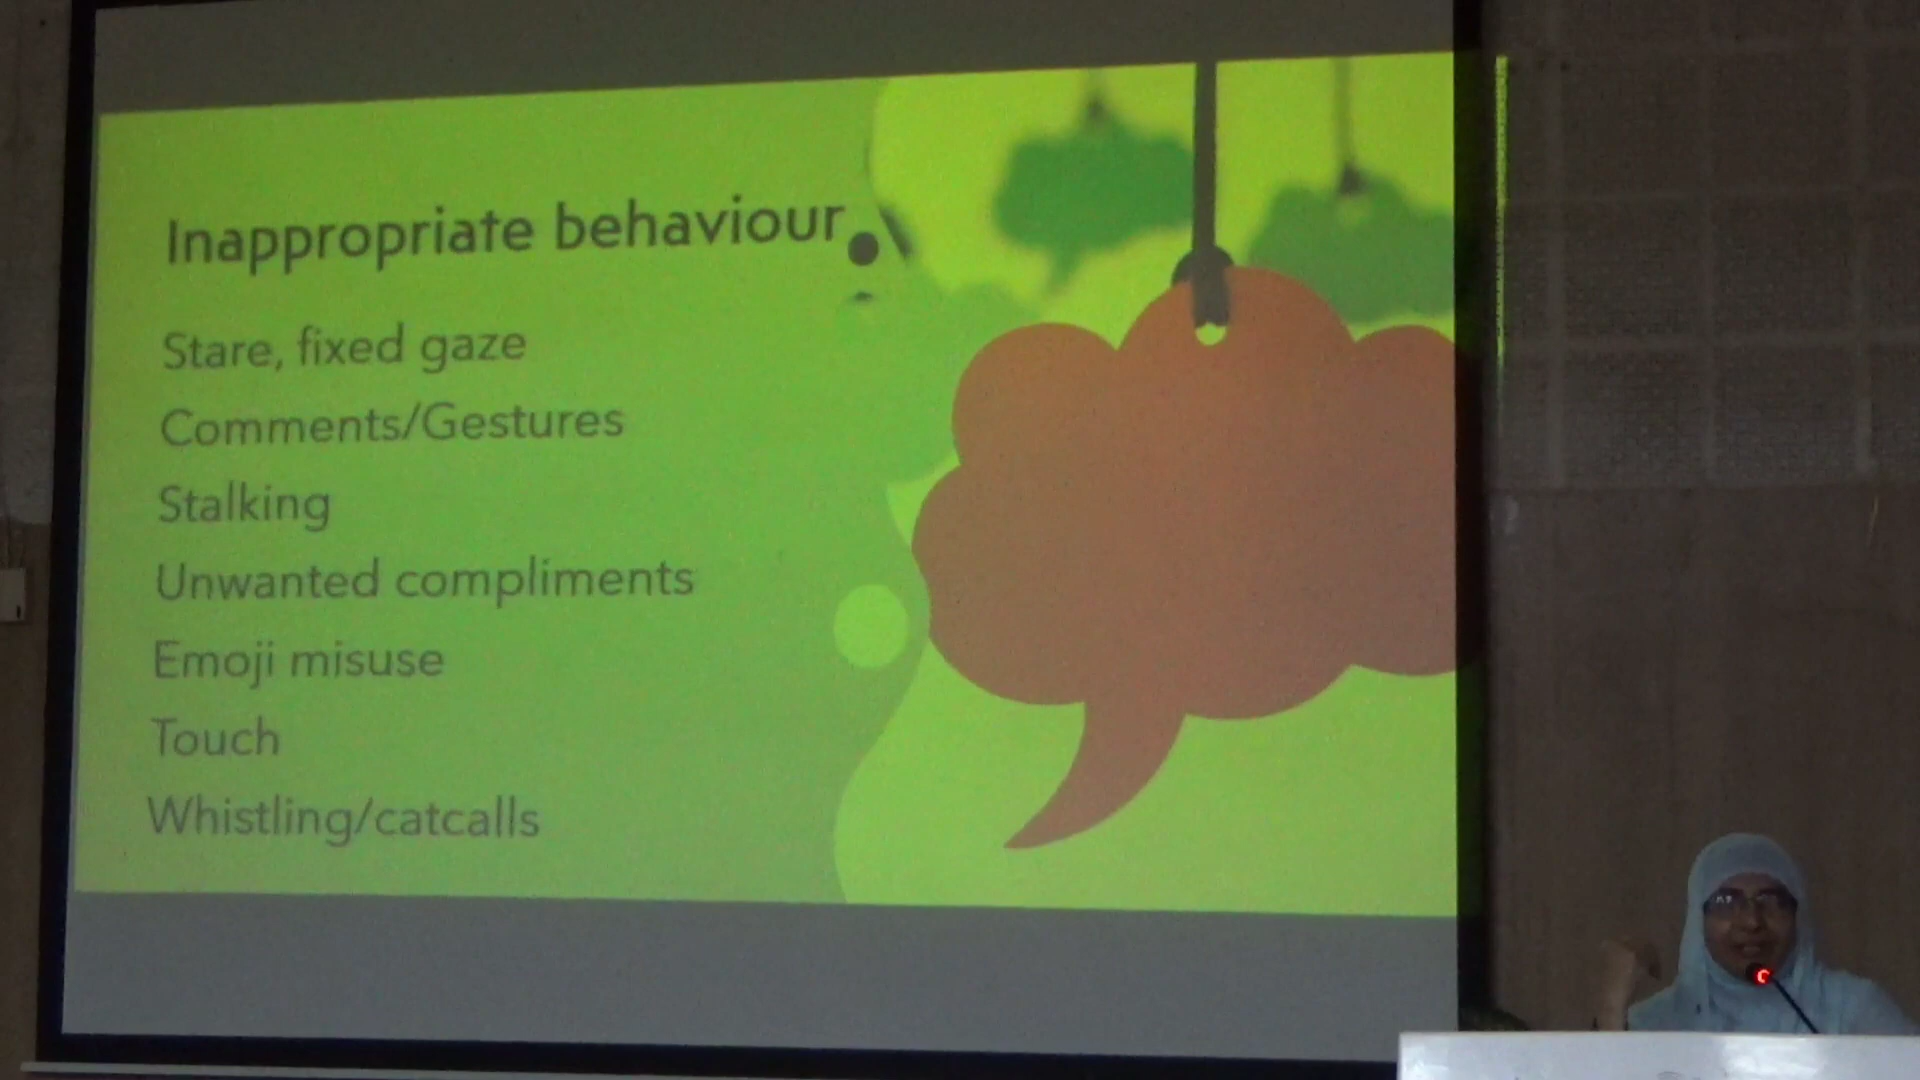 Inappropriate behaviour
Stare, fixed gaze
Comments/Gestures
Stalking
Unwanted compliments
Emoji misuse
Touch
Whistling/catcalls